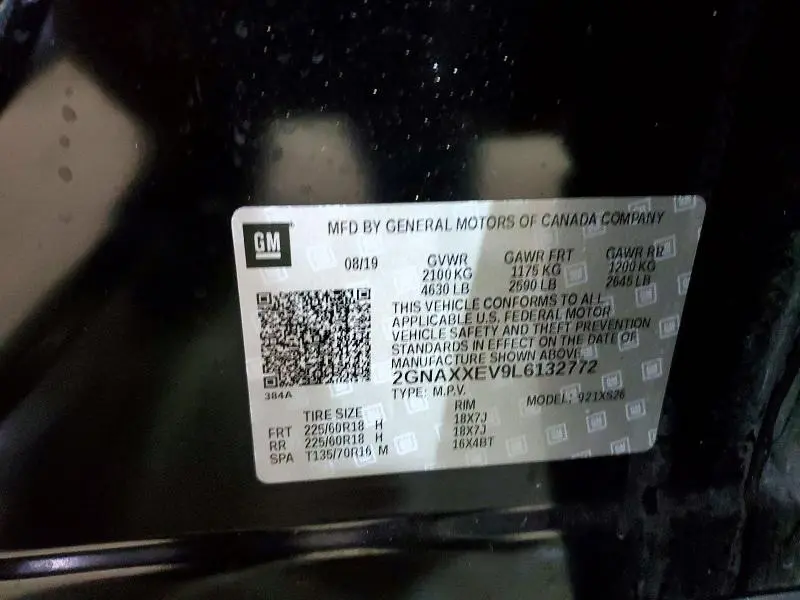 GM
MFD BY GENERAL MOTORS OF CANADA COMPANY
08/19
GVWR GAWR FRT GAWR RR
2100 KG 1175 KG 1200 KG
4630 LB 2590 LB 2645 LB
THIS VEHICLE CONFORMS TO ALL
APPLICABLE U.S. FEDERAL MOTOR
VEHICLE SAFETY AND THEFT PREVENTION
STANDARDS IN EFFECT ON THE DATE OF
MANUFACTURE SHOWN ABOVE.
2GNAXXEV9L6132772
384A
TYPE: M.P.V. MODEL: 921XS26
TIRE SIZE RIM
FRT 225/60R18 H 18X7J
RR 225/60R18 H 18X7J
SPA T135/70R16 M 16X4BT